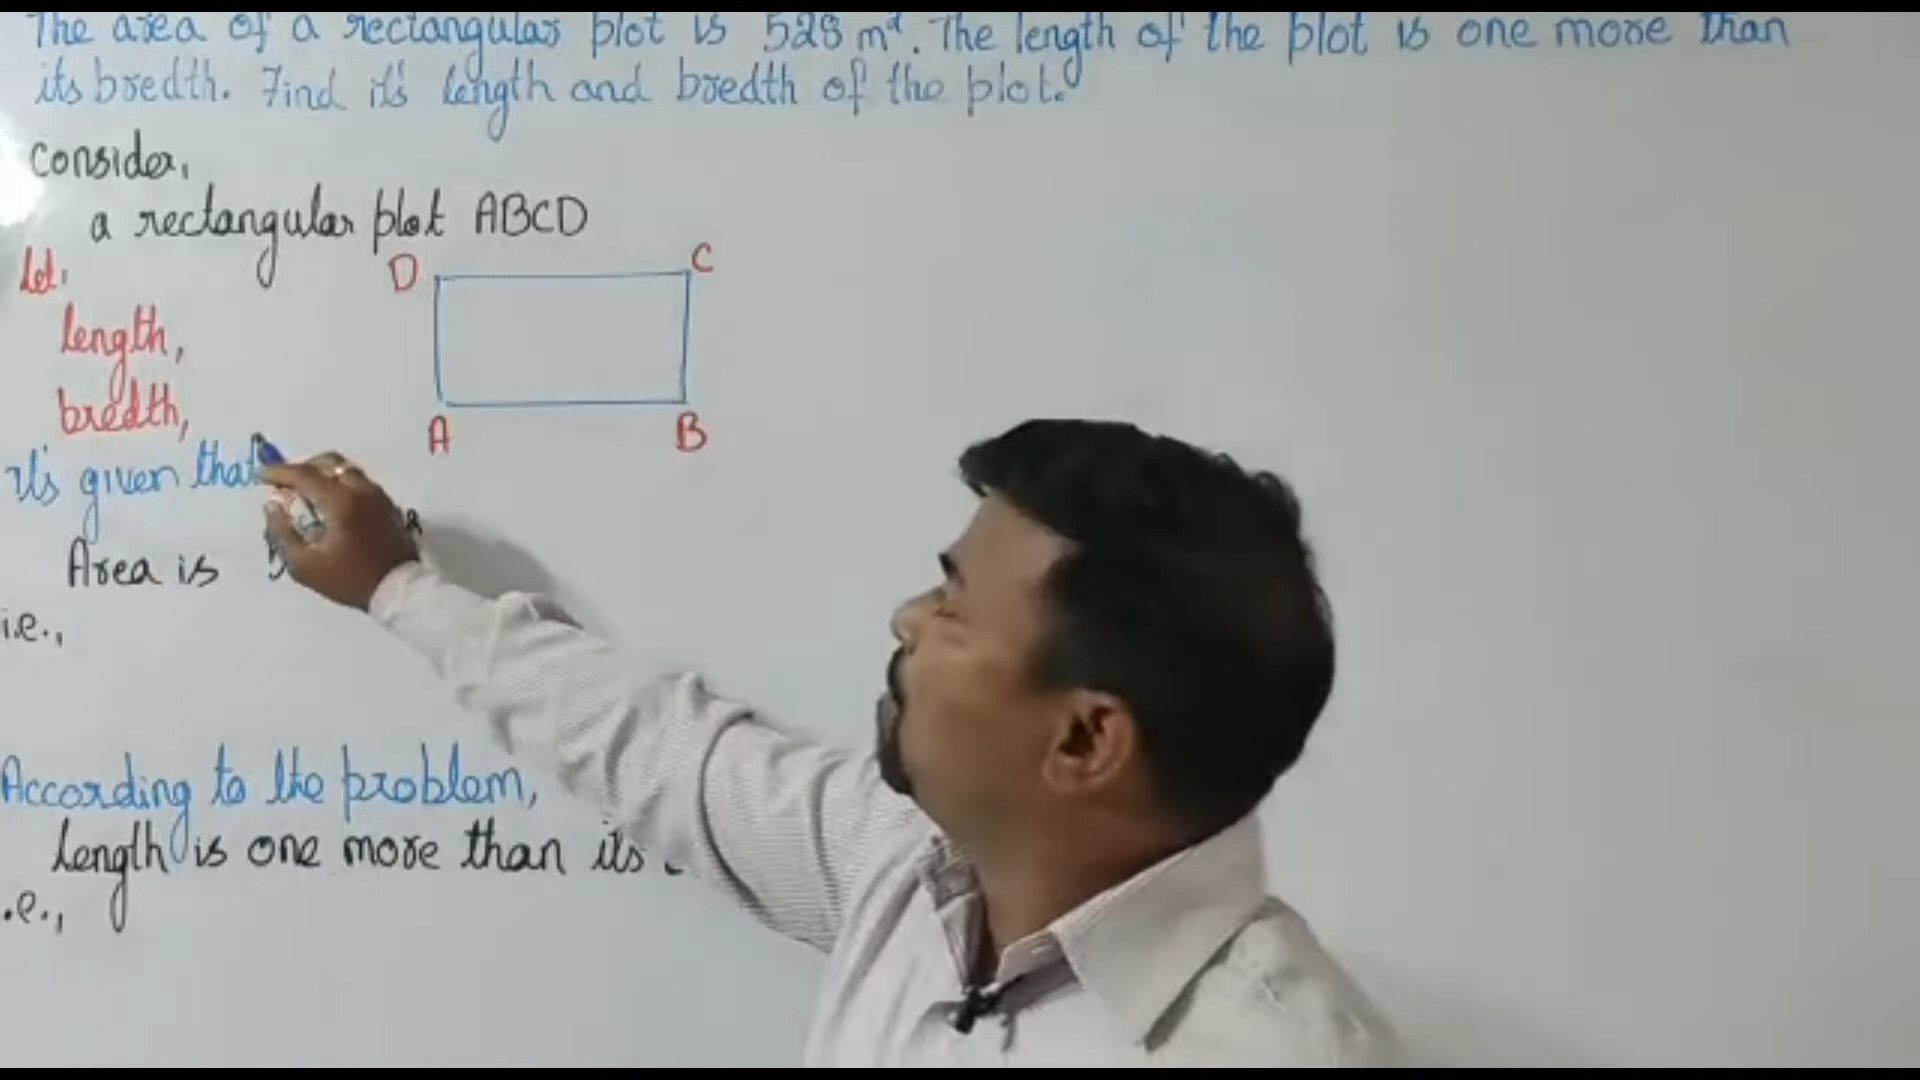 The area of a rectangular plot is 528 m². The length of the plot is one more than
its bredth. Find it's length and bredth of the plot.
Consider,
a rectangular plot ABCD
Let,
D
C
length,
bredth,
A
B
it's given that
Area is
i.e.,
According to the problem,
length is one more than its
.e.,